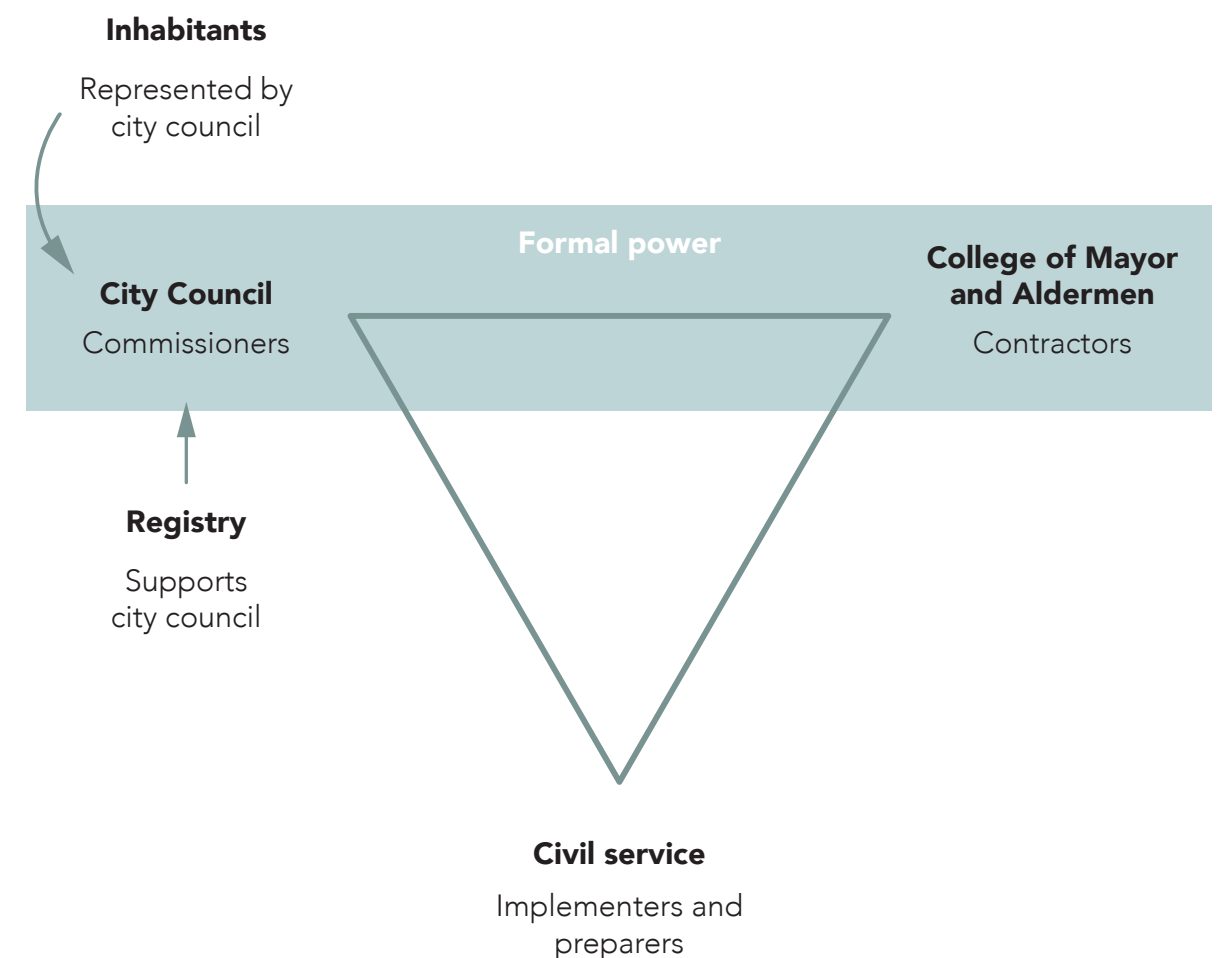 Inhabitants
Represented by
city council
Formal power
City Council
Commissioners
College of Mayor
and Aldermen
Contractors
Registry
Supports
city council
Civil service
Implementers and
preparers